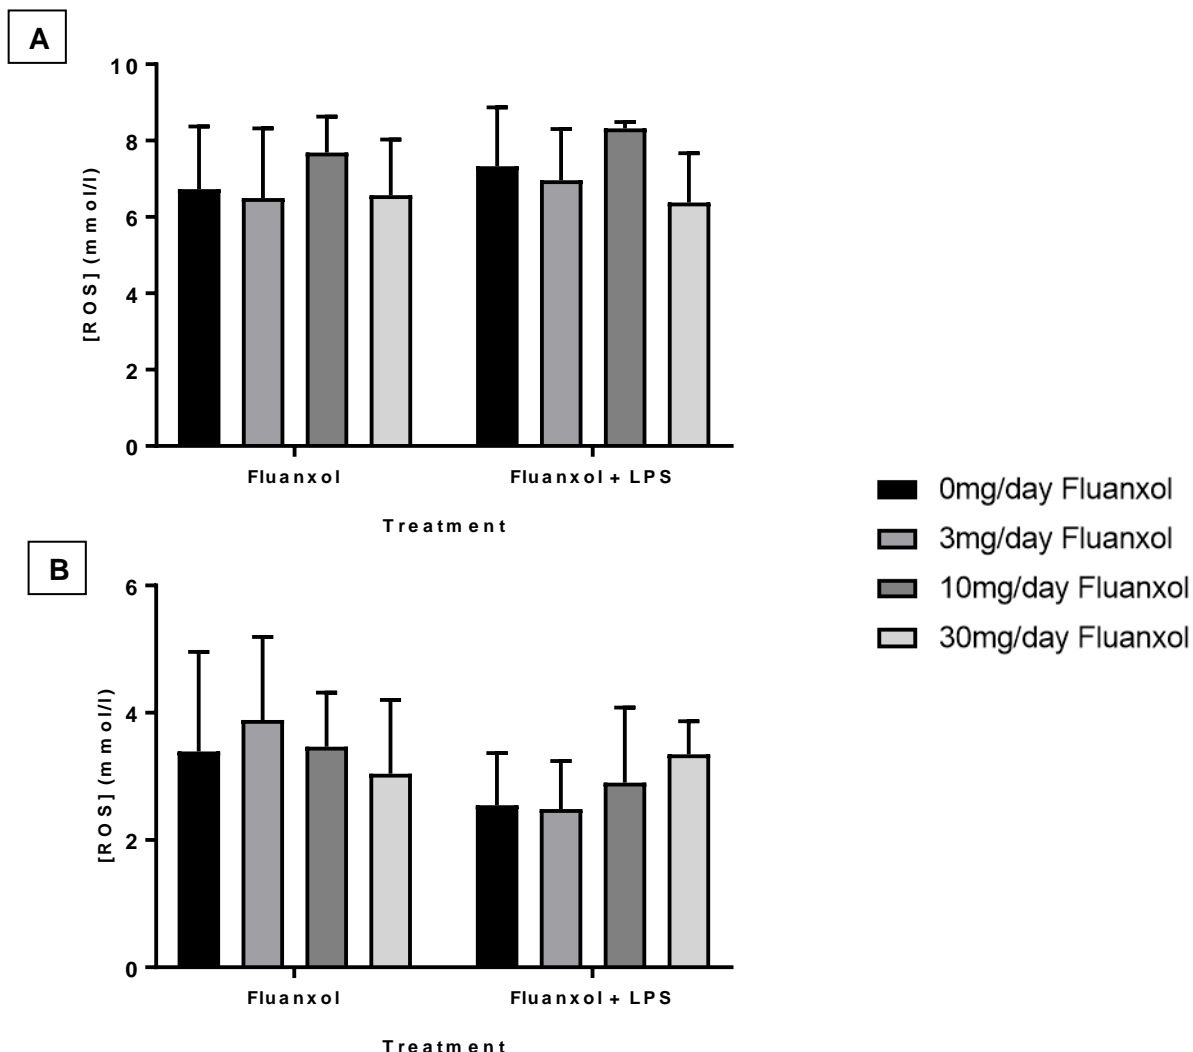 A
10
8
6
4
2
0
[ROS] (mmol/l)
Fluanxol
Fluanxol + LPS
Treatment
0mg/day Fluanxol
3mg/day Fluanxol
10mg/day Fluanxol
30mg/day Fluanxol
B
6
4
2
0
[ROS] (mmol/l)
Fluanxol
Fluanxol + LPS
Treatment